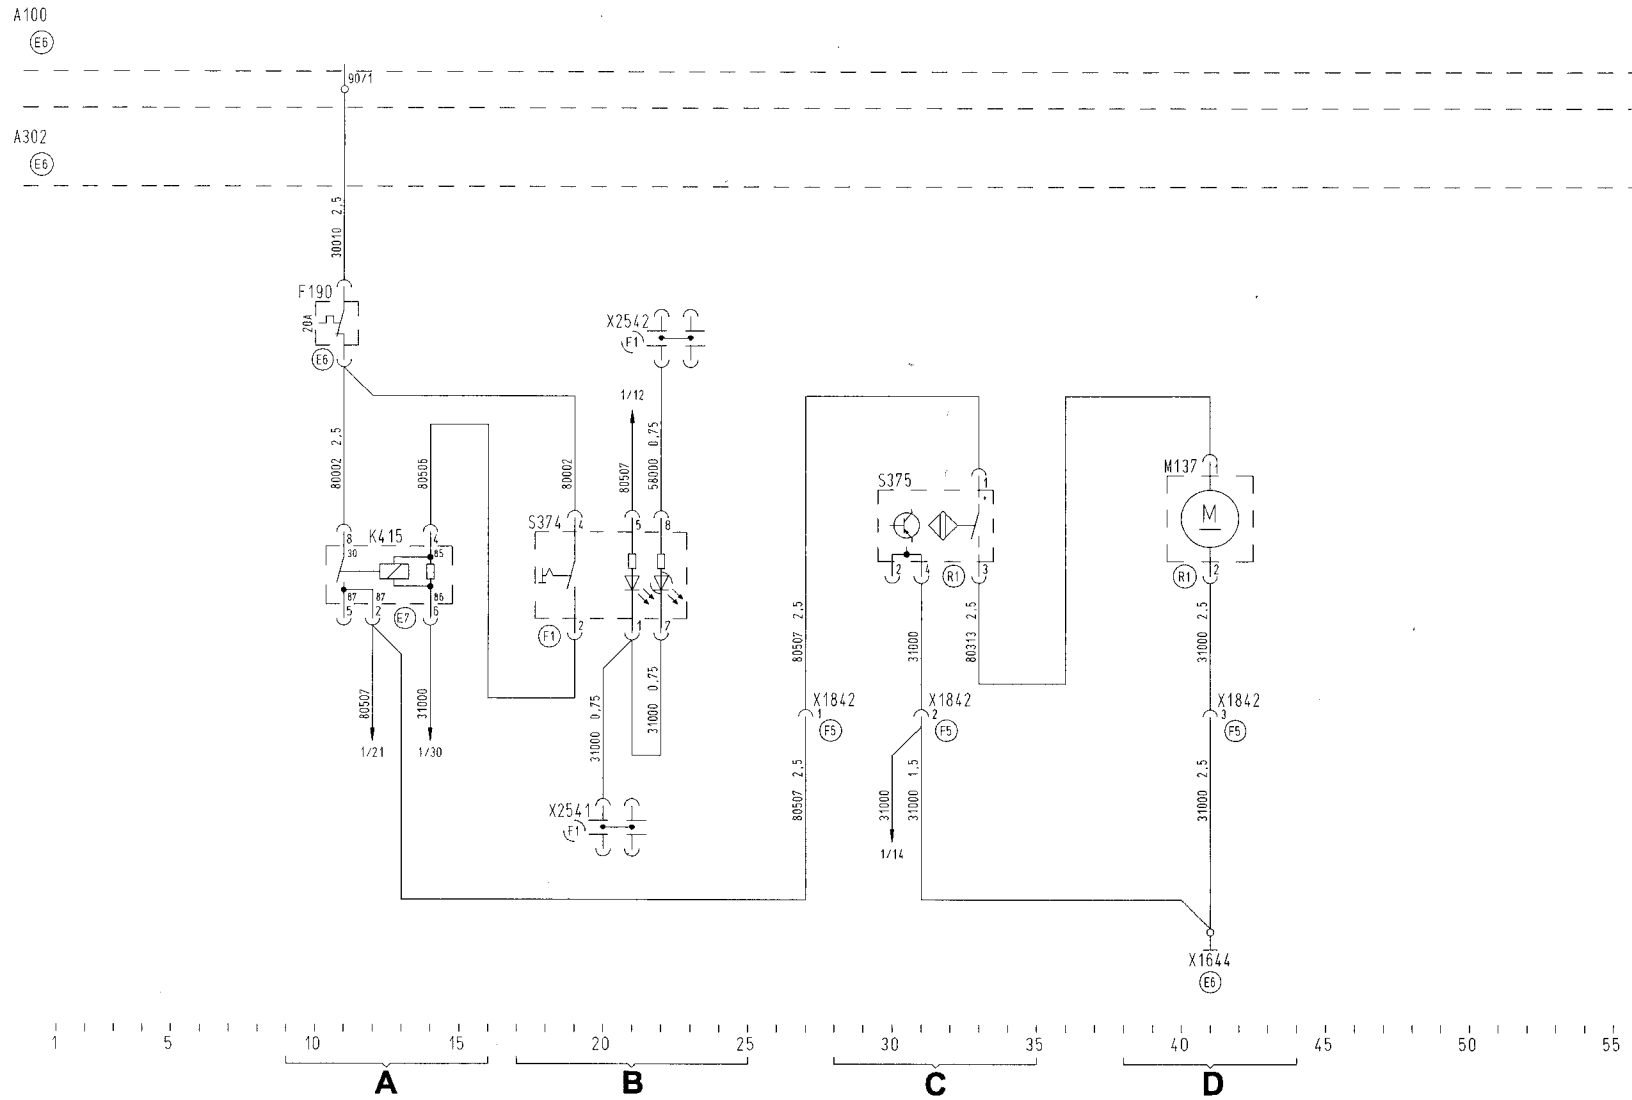 A100
E6
90/1
A302
E6
30010 2,5
F190
20A
E6
X2542
F1
1/12
80002 2,5
80506
80002
80507
58000 0,75
M137
1
S375
1
M
S374
4
5
8
K415
8
4
30
85
87
87
86
5
2
E7
6
F1
2
1
7
2
4
R1
3
R1
2
80507 2,5
31000
80313 2,5
31000 2,5
80507
31000
31000 0,75
31000 0,75
X1842
1
F5
X1842
2
F5
X1842
3
F5
1/21
1/30
80507 2,5
31000
31000 1,5
31000 2,5
X2541
F1
1/14
X1644
E6
1 5 10 15 20 25 30 35 40 45 50 55
A B C D